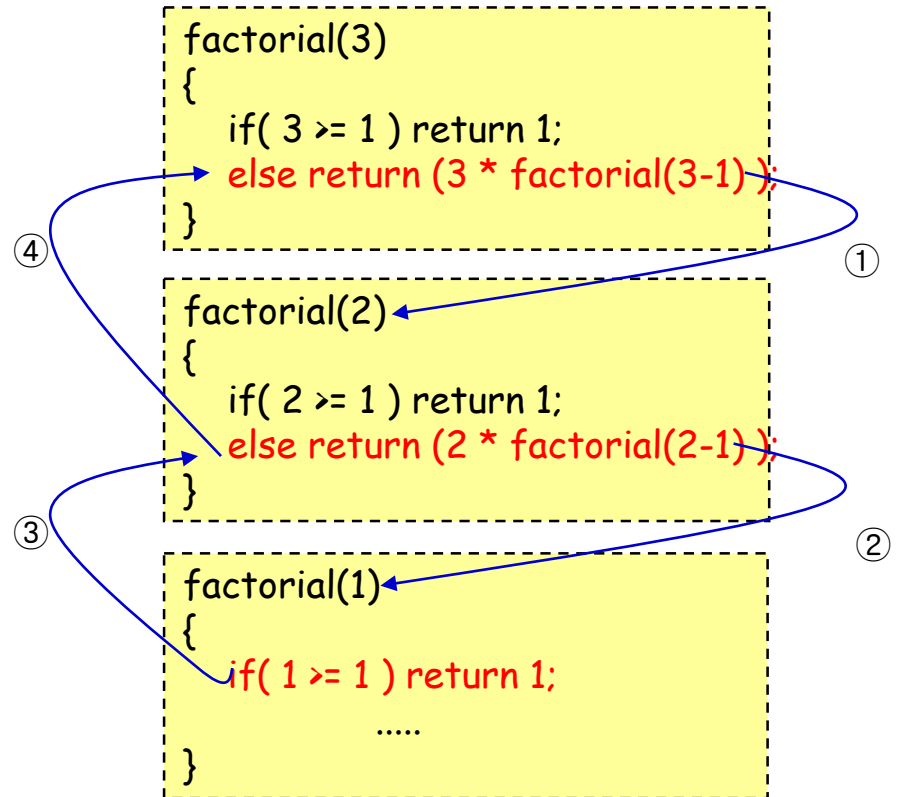 factorial(3)
{
if( 3 >= 1 ) return 1;
else return (3 * factorial(3-1) );
}
④
①
factorial(2)
{
if( 2 >= 1 ) return 1;
else return (2 * factorial(2-1) );
}
③
②
factorial(1)
{
if( 1 >= 1 ) return 1;
.....
}